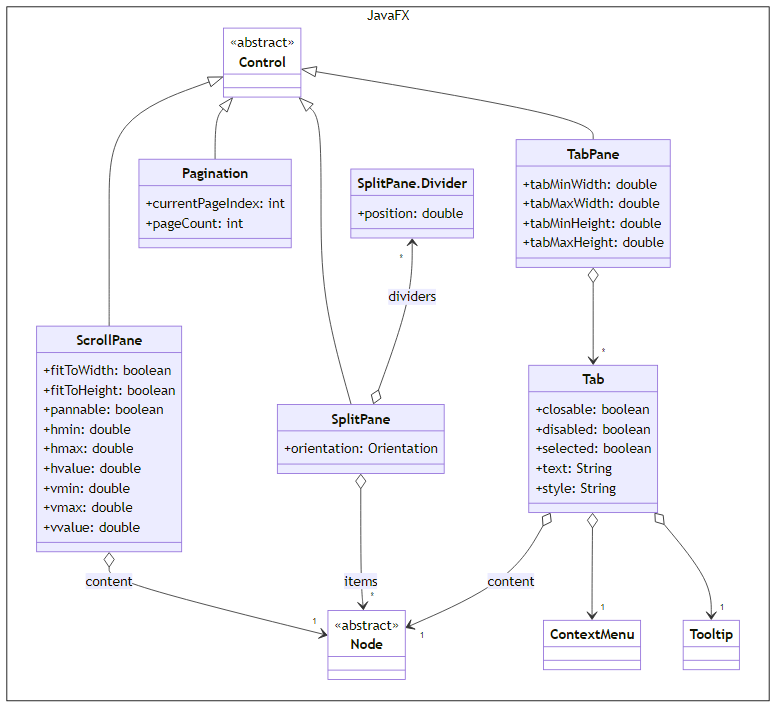 JavaFX
«abstract»
Control
Pagination
+currentPageIndex: int
+pageCount: int
SplitPane.Divider
+position: double
TabPane
+tabMinWidth: double
+tabMaxWidth: double
+tabMinHeight: double
+tabMaxHeight: double
*
dividers
ScrollPane
+fitToWidth: boolean
+fitToHeight: boolean
+pannable: boolean
+hmin: double
+hmax: double
+hvalue: double
+vmin: double
+vmax: double
+vvalue: double
SplitPane
+orientation: Orientation
*
Tab
+closable: boolean
+disabled: boolean
+selected: boolean
+text: String
+style: String
content
items
content
1
*
1
1
1
«abstract»
Node
ContextMenu
Tooltip